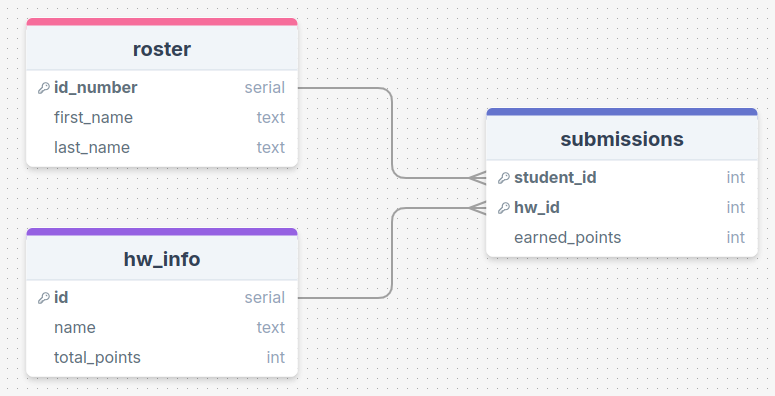 roster
id_number serial
first_name text
last_name text
submissions
student_id int
hw_id int
earned_points int
hw_info
id serial
name text
total_points int